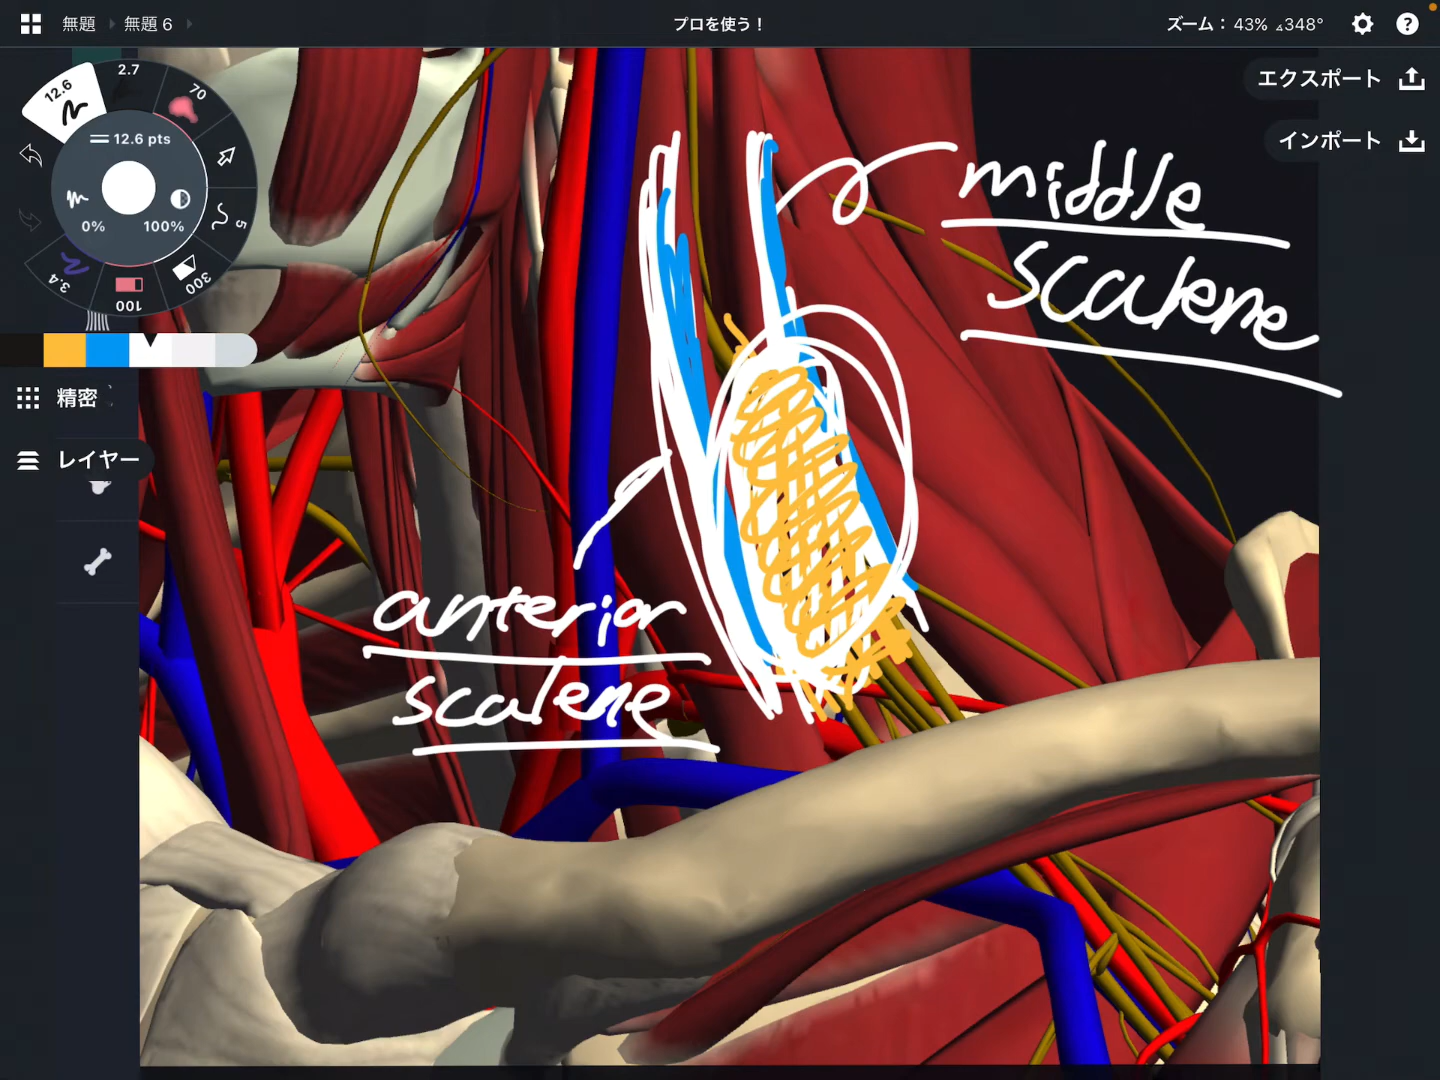 無題 無題 6 プロを使う! ズーム: 43% ⊿348°
エクスポート
インポート
2.7
12.6
70
12.6 pts
0% 100%
5
3.4
100
300
精密
レイヤー
middle
scalene
anterior
scalene